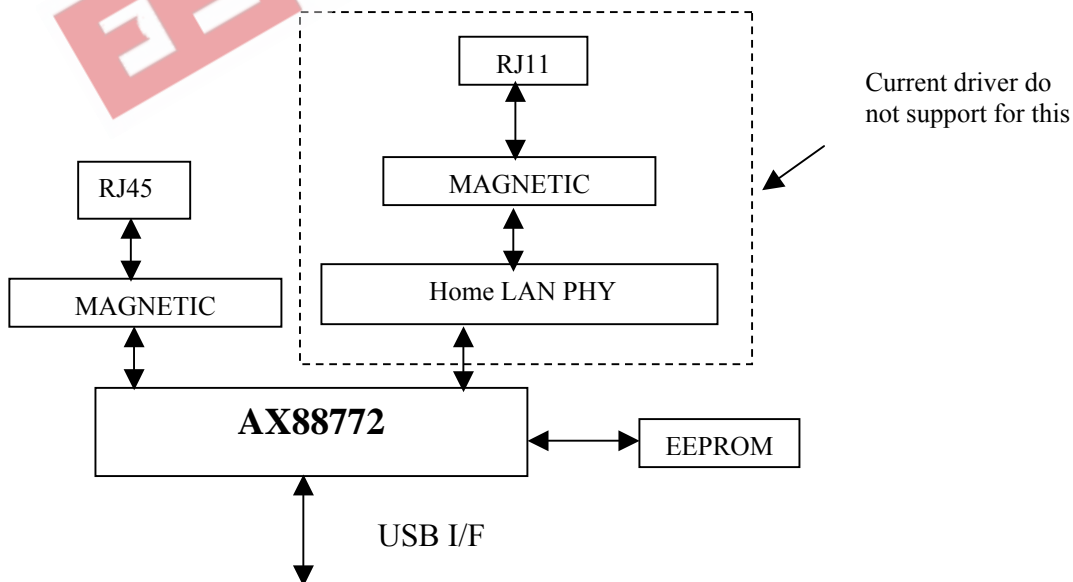 RJ11
Current driver do
not support for this
MAGNETIC
RJ45
Home LAN PHY
MAGNETIC
AX88772
EEPROM
USB I/F